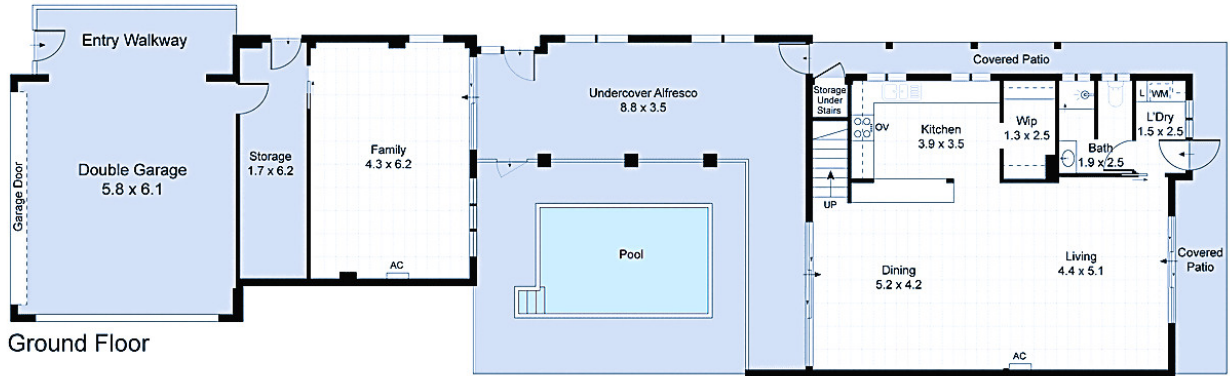 Entry Walkway
Garage Door
Double Garage
5.8 x 6.1
Storage
1.7 x 6.2
Family
4.3 x 6.2
AC
Undercover Alfresco
8.8 x 3.5
Pool
Covered Patio
Storage
Under
Stairs
UP
OV
Kitchen
3.9 x 3.5
Wip
1.3 x 2.5
Bath
1.9 x 2.5
L
WM
L'Dry
1.5 x 2.5
Dining
5.2 x 4.2
Living
4.4 x 5.1
Covered
Patio
AC
Ground Floor